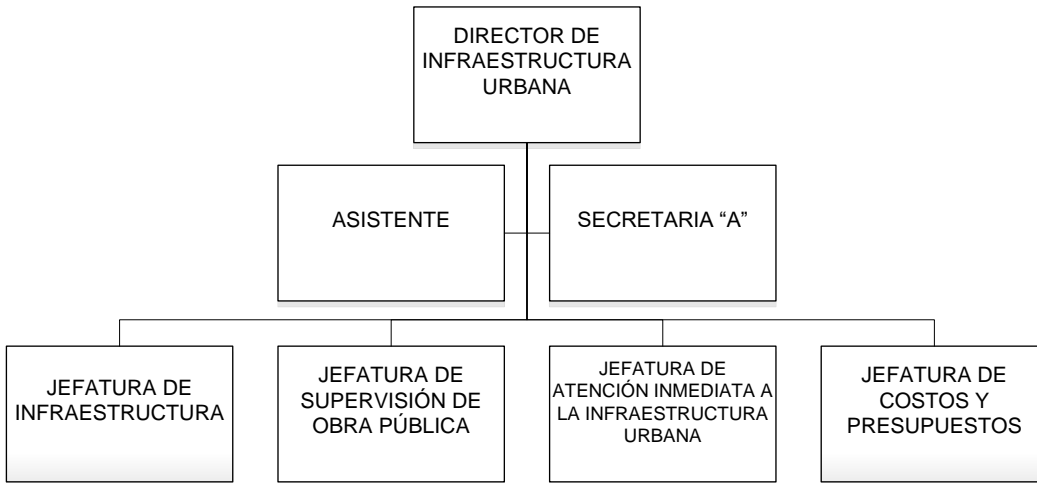 DIRECTOR DE
INFRAESTRUCTURA
URBANA
ASISTENTE
SECRETARIA “A”
JEFATURA DE
INFRAESTRUCTURA
JEFATURA DE
SUPERVISIÓN DE
OBRA PÚBLICA
JEFATURA DE
ATENCIÓN INMEDIATA A
LA INFRAESTRUCTURA
URBANA
JEFATURA DE
COSTOS Y
PRESUPUESTOS